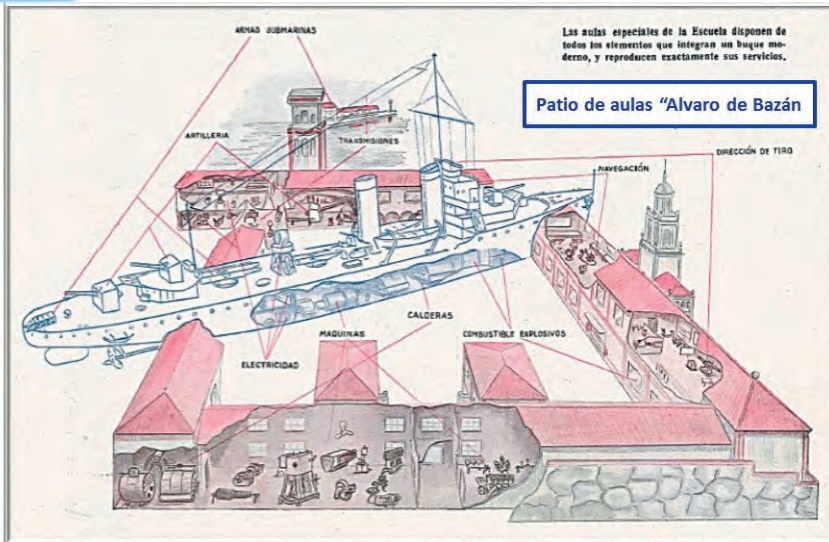 ARMAS SUBMARINAS
Las aulas especiales de la Escuela disponen de
todos los elementos que integran un buque mo-
derno, y reproducen exactamente sus servicios.
Patio de aulas “Alvaro de Bazán
ARTILLERIA
TRANSMISIONES
DIRECCIÓN DE TIRO
NAVEGACIÓN
CALDERAS
MAQUINAS
COMBUSTIBLE EXPLOSIVOS
ELECTRICIDAD